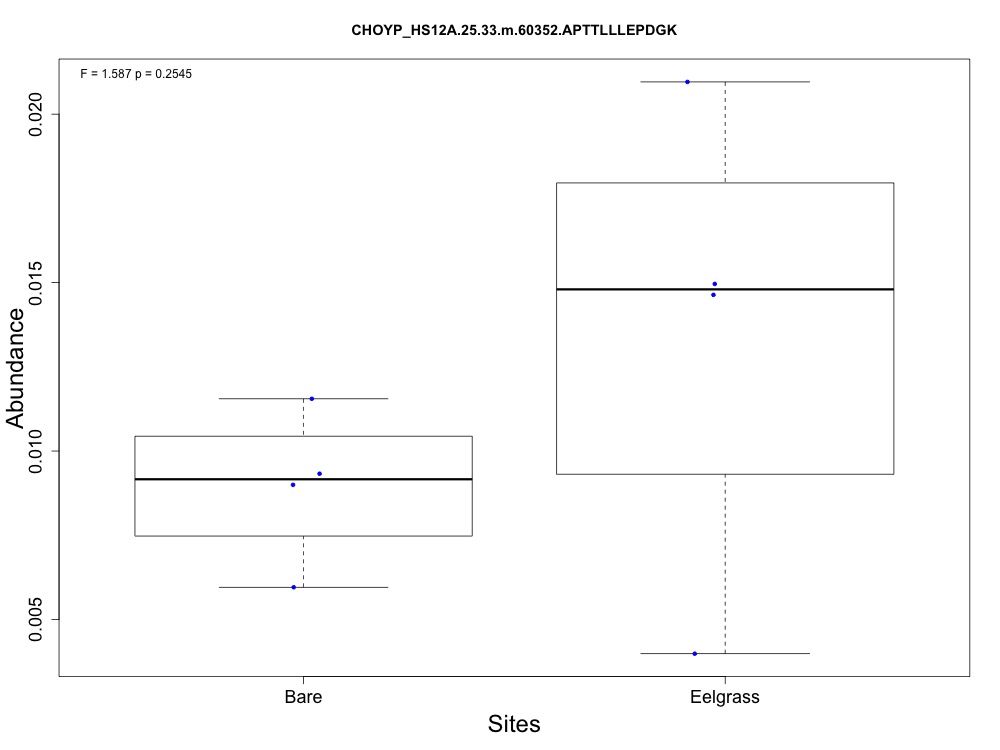 CHOYP_HS12A.25.33.m.60352.APTTLLLEPDGK
F = 1.587 p = 0.2545
0.020
0.015
0.010
0.005
Abundance
Bare
Eelgrass
Sites